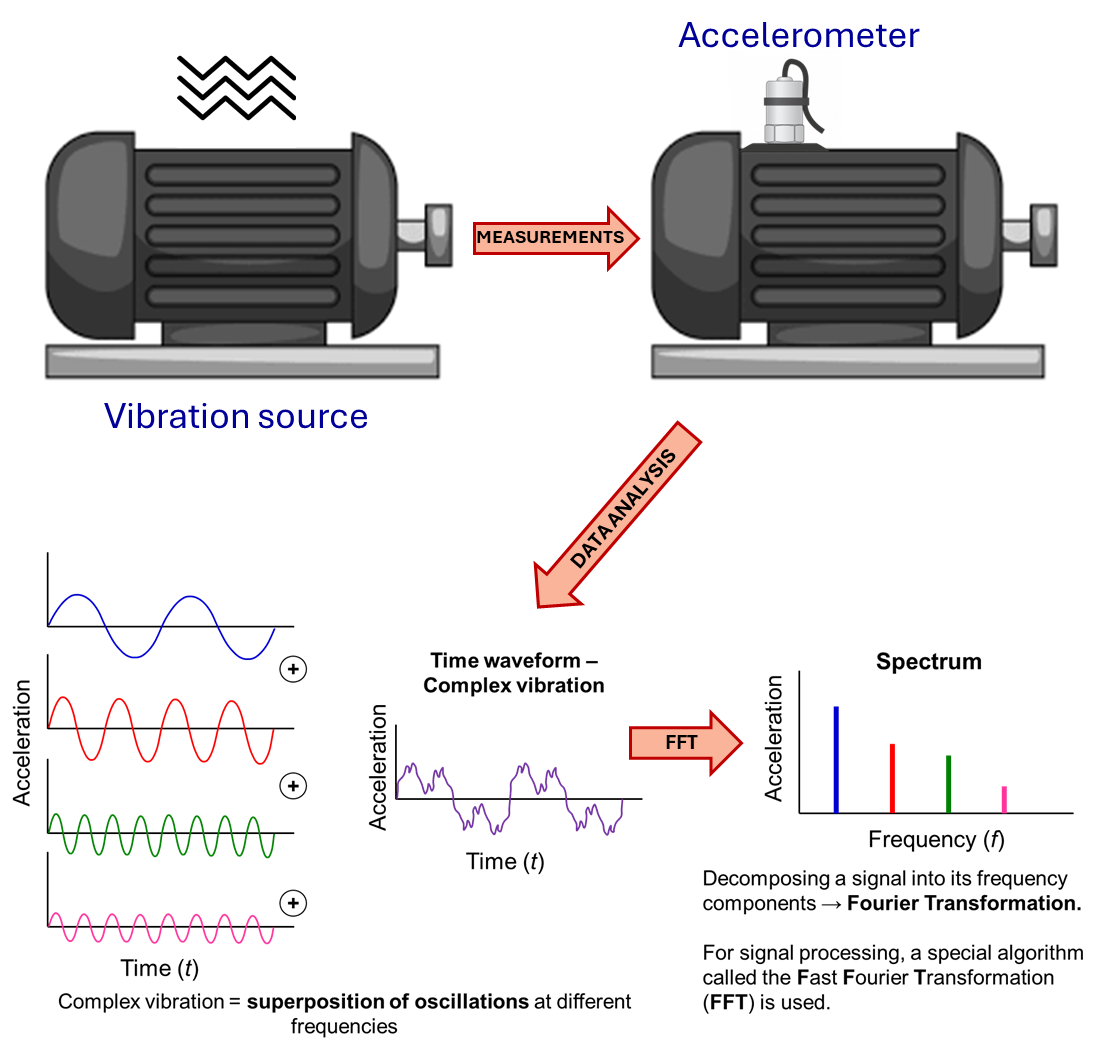 Accelerometer
MEASUREMENTS
Vibration source
DATA ANALYSIS
Acceleration
+
+
+
Time (t)
Complex vibration = superposition of oscillations at different
frequencies
Time waveform –
Complex vibration
Acceleration
Time (t)
FFT
Spectrum
Acceleration
Frequency (f)
Decomposing a signal into its frequency
components → Fourier Transformation.
For signal processing, a special algorithm
called the Fast Fourier Transformation
(FFT) is used.